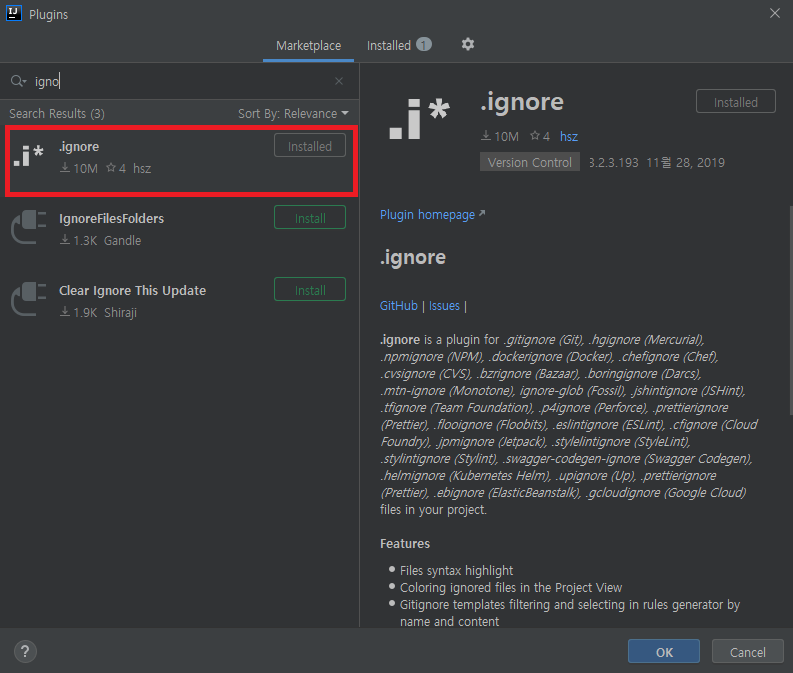 IJ
Plugins
Marketplace
Installed 1
igno
Search Results (3)
Sort By: Relevance
.i*
.ignore
Installed
10M 4 hsz
IgnoreFilesFolders
Install
1.3K Gandle
Clear Ignore This Update
Install
1.9K Shiraji
.i*
.ignore
Installed
10M 4 hsz
Version Control 3.2.3.193 11월 28, 2019
Plugin homepage
.ignore
GitHub | Issues |
.ignore is a plugin for .gitignore (Git), .hgignore (Mercurial),
.npmignore (NPM), .dockerignore (Docker), .chefignore (Chef),
.cvsignore (CVS), .bzrignore (Bazaar), .boringignore (Darcs),
.mtn-ignore (Monotone), ignore-glob (Fossil), .jshintignore (JSHint),
.tfignore (Team Foundation), .p4ignore (Perforce), .prettierignore
(Prettier), .flooignore (Floobits), .eslintignore (ESLint), .cfignore (Cloud
Foundry), .jpmignore (Jetpack), .stylelintignore (StyleLint),
.stylintignore (Stylint), .swagger-codegen-ignore (Swagger Codegen),
.helmignore (Kubernetes Helm), .upignore (Up), .prettierignore
(Prettier), .ebignore (ElasticBeanstalk), .gcloudignore (Google Cloud)
files in your project.
Features
Files syntax highlight
Coloring ignored files in the Project View
Gitignore templates filtering and selecting in rules generator by
name and content
?
OK
Cancel